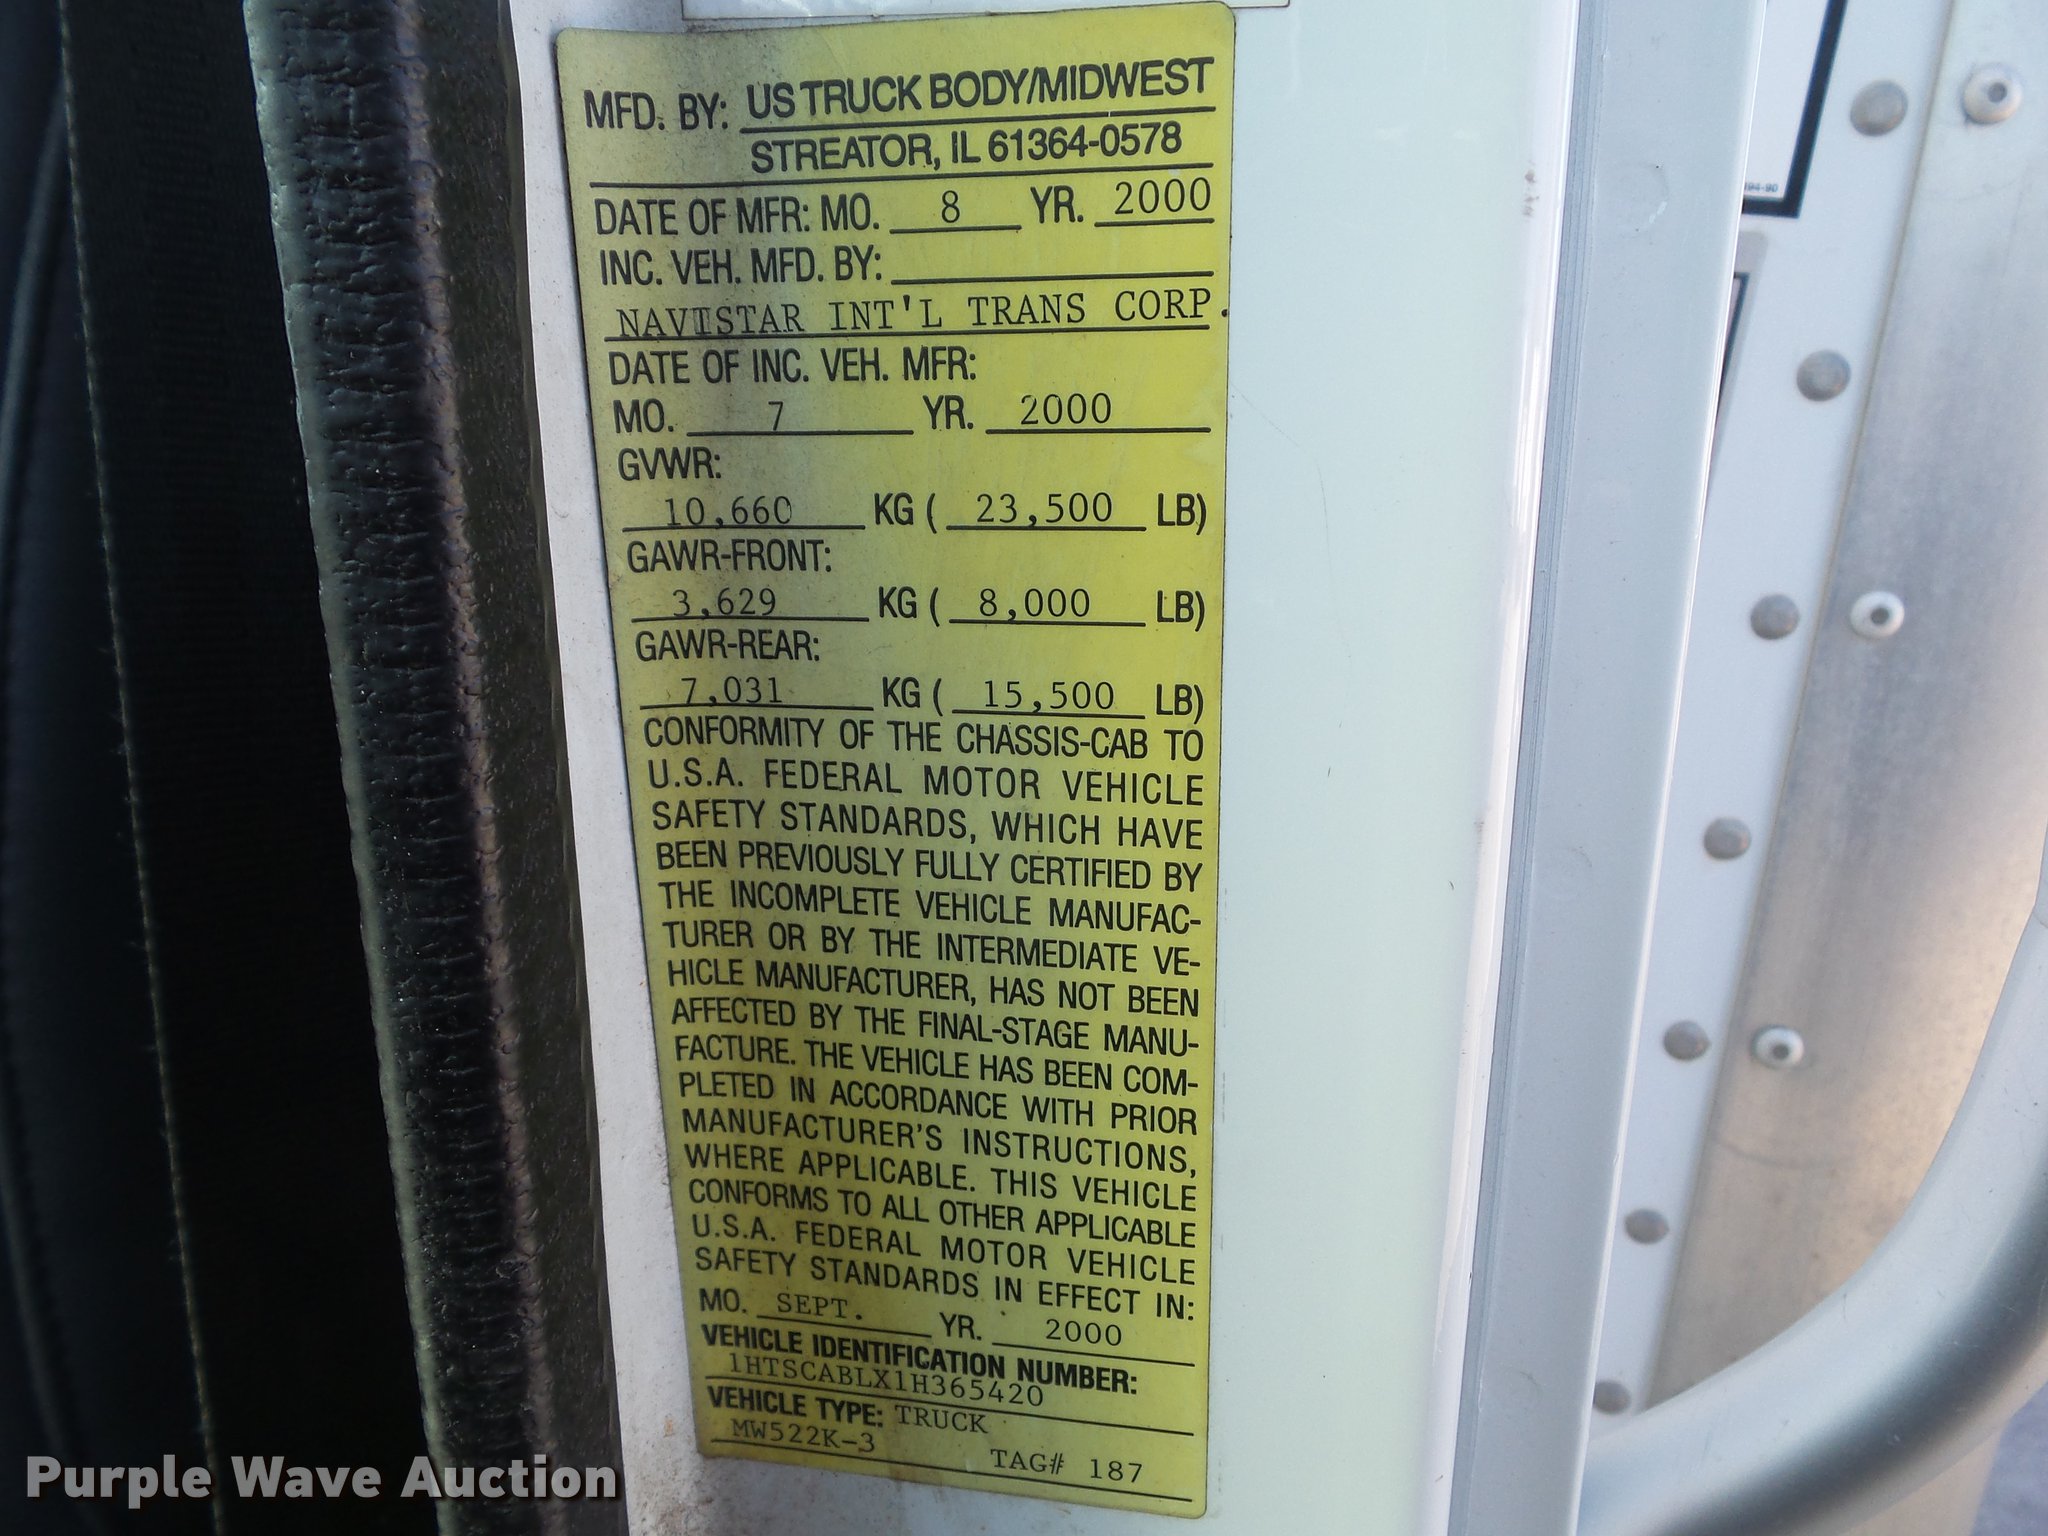 MFD. BY: US TRUCK BODY/MIDWEST
STREATOR, IL 61364-0578
DATE OF MFR: MO. 8 YR. 2000
INC. VEH. MFD. BY:
NAVISTAR INT'L TRANS CORP.
DATE OF INC. VEH. MFR:
MO. 7 YR. 2000
GVWR:
10,660 KG ( 23,500 LB)
GAWR-FRONT:
3,629 KG ( 8,000 LB)
GAWR-REAR:
7,031 KG ( 15,500 LB)
CONFORMITY OF THE CHASSIS-CAB TO
U.S.A. FEDERAL MOTOR VEHICLE
SAFETY STANDARDS, WHICH HAVE
BEEN PREVIOUSLY FULLY CERTIFIED BY
THE INCOMPLETE VEHICLE MANUFAC-
TURER OR BY THE INTERMEDIATE VE-
HICLE MANUFACTURER, HAS NOT BEEN
AFFECTED BY THE FINAL-STAGE MANU-
FACTURE. THE VEHICLE HAS BEEN COM-
PLETED IN ACCORDANCE WITH PRIOR
MANUFACTURER'S INSTRUCTIONS,
WHERE APPLICABLE. THIS VEHICLE
CONFORMS TO ALL OTHER APPLICABLE
U.S.A. FEDERAL MOTOR VEHICLE
SAFETY STANDARDS IN EFFECT IN:
MO. SEPT. YR. 2000
VEHICLE IDENTIFICATION NUMBER:
1HTSCABLX1H365420
VEHICLE TYPE: TRUCK
MW522K-3 TAG# 187
Purple Wave Auction